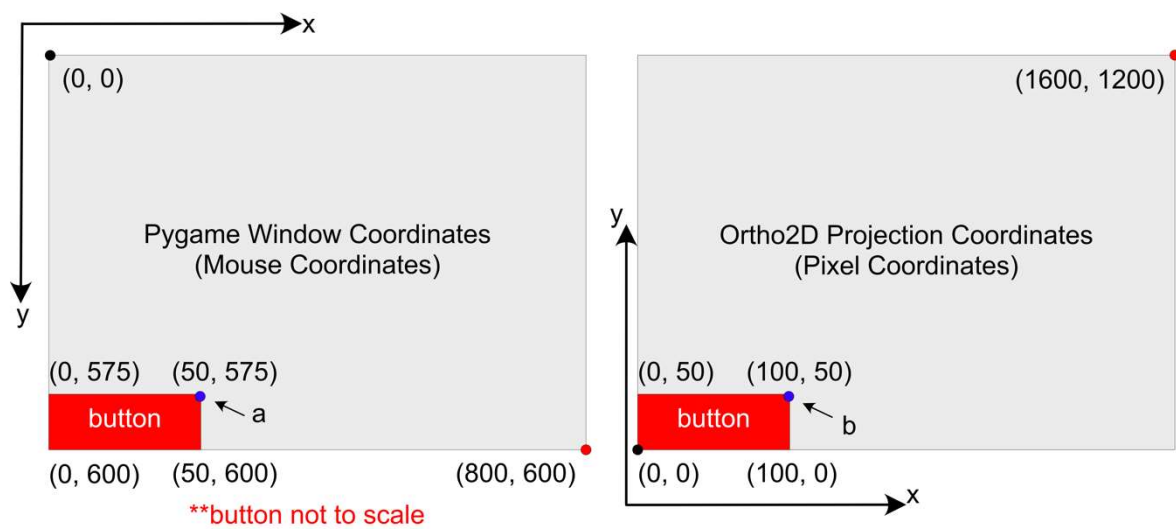 x
(0, 0)
Pygame Window Coordinates
(Mouse Coordinates)
y
(0, 575) (50, 575)
button
a
(0, 600) (50, 600) (800, 600)
**button not to scale
(1600, 1200)
y
Ortho2D Projection Coordinates
(Pixel Coordinates)
(0, 50) (100, 50)
button
b
(0, 0) (100, 0)
x